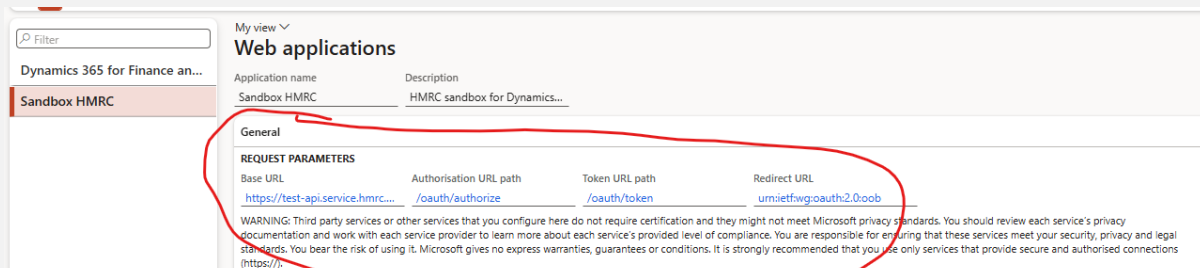 My view
Filter
Web applications
Dynamics 365 for Finance an...
Application name Description
Sandbox HMRC HMRC sandbox for Dynamics...
Sandbox HMRC
General
REQUEST PARAMETERS
Base URL Authorisation URL path Token URL path Redirect URL
https://test-api.service.hmrc.... /oauth/authorize /oauth/token urn:ietf:wg:oauth:2.0:oob
WARNING: Third party services or other services that you configure here do not require certification and they might not meet Microsoft privacy standards. You should review each service's privacy
documentation and work with each service provider to learn more about each service's provided level of compliance. You are responsible for ensuring that these services meet your security, privacy and legal
standards. You bear the risk of using it. Microsoft gives no express warranties, guarantees or conditions. It is strongly recommended that you use only services that provide secure and authorised connections
(https://).